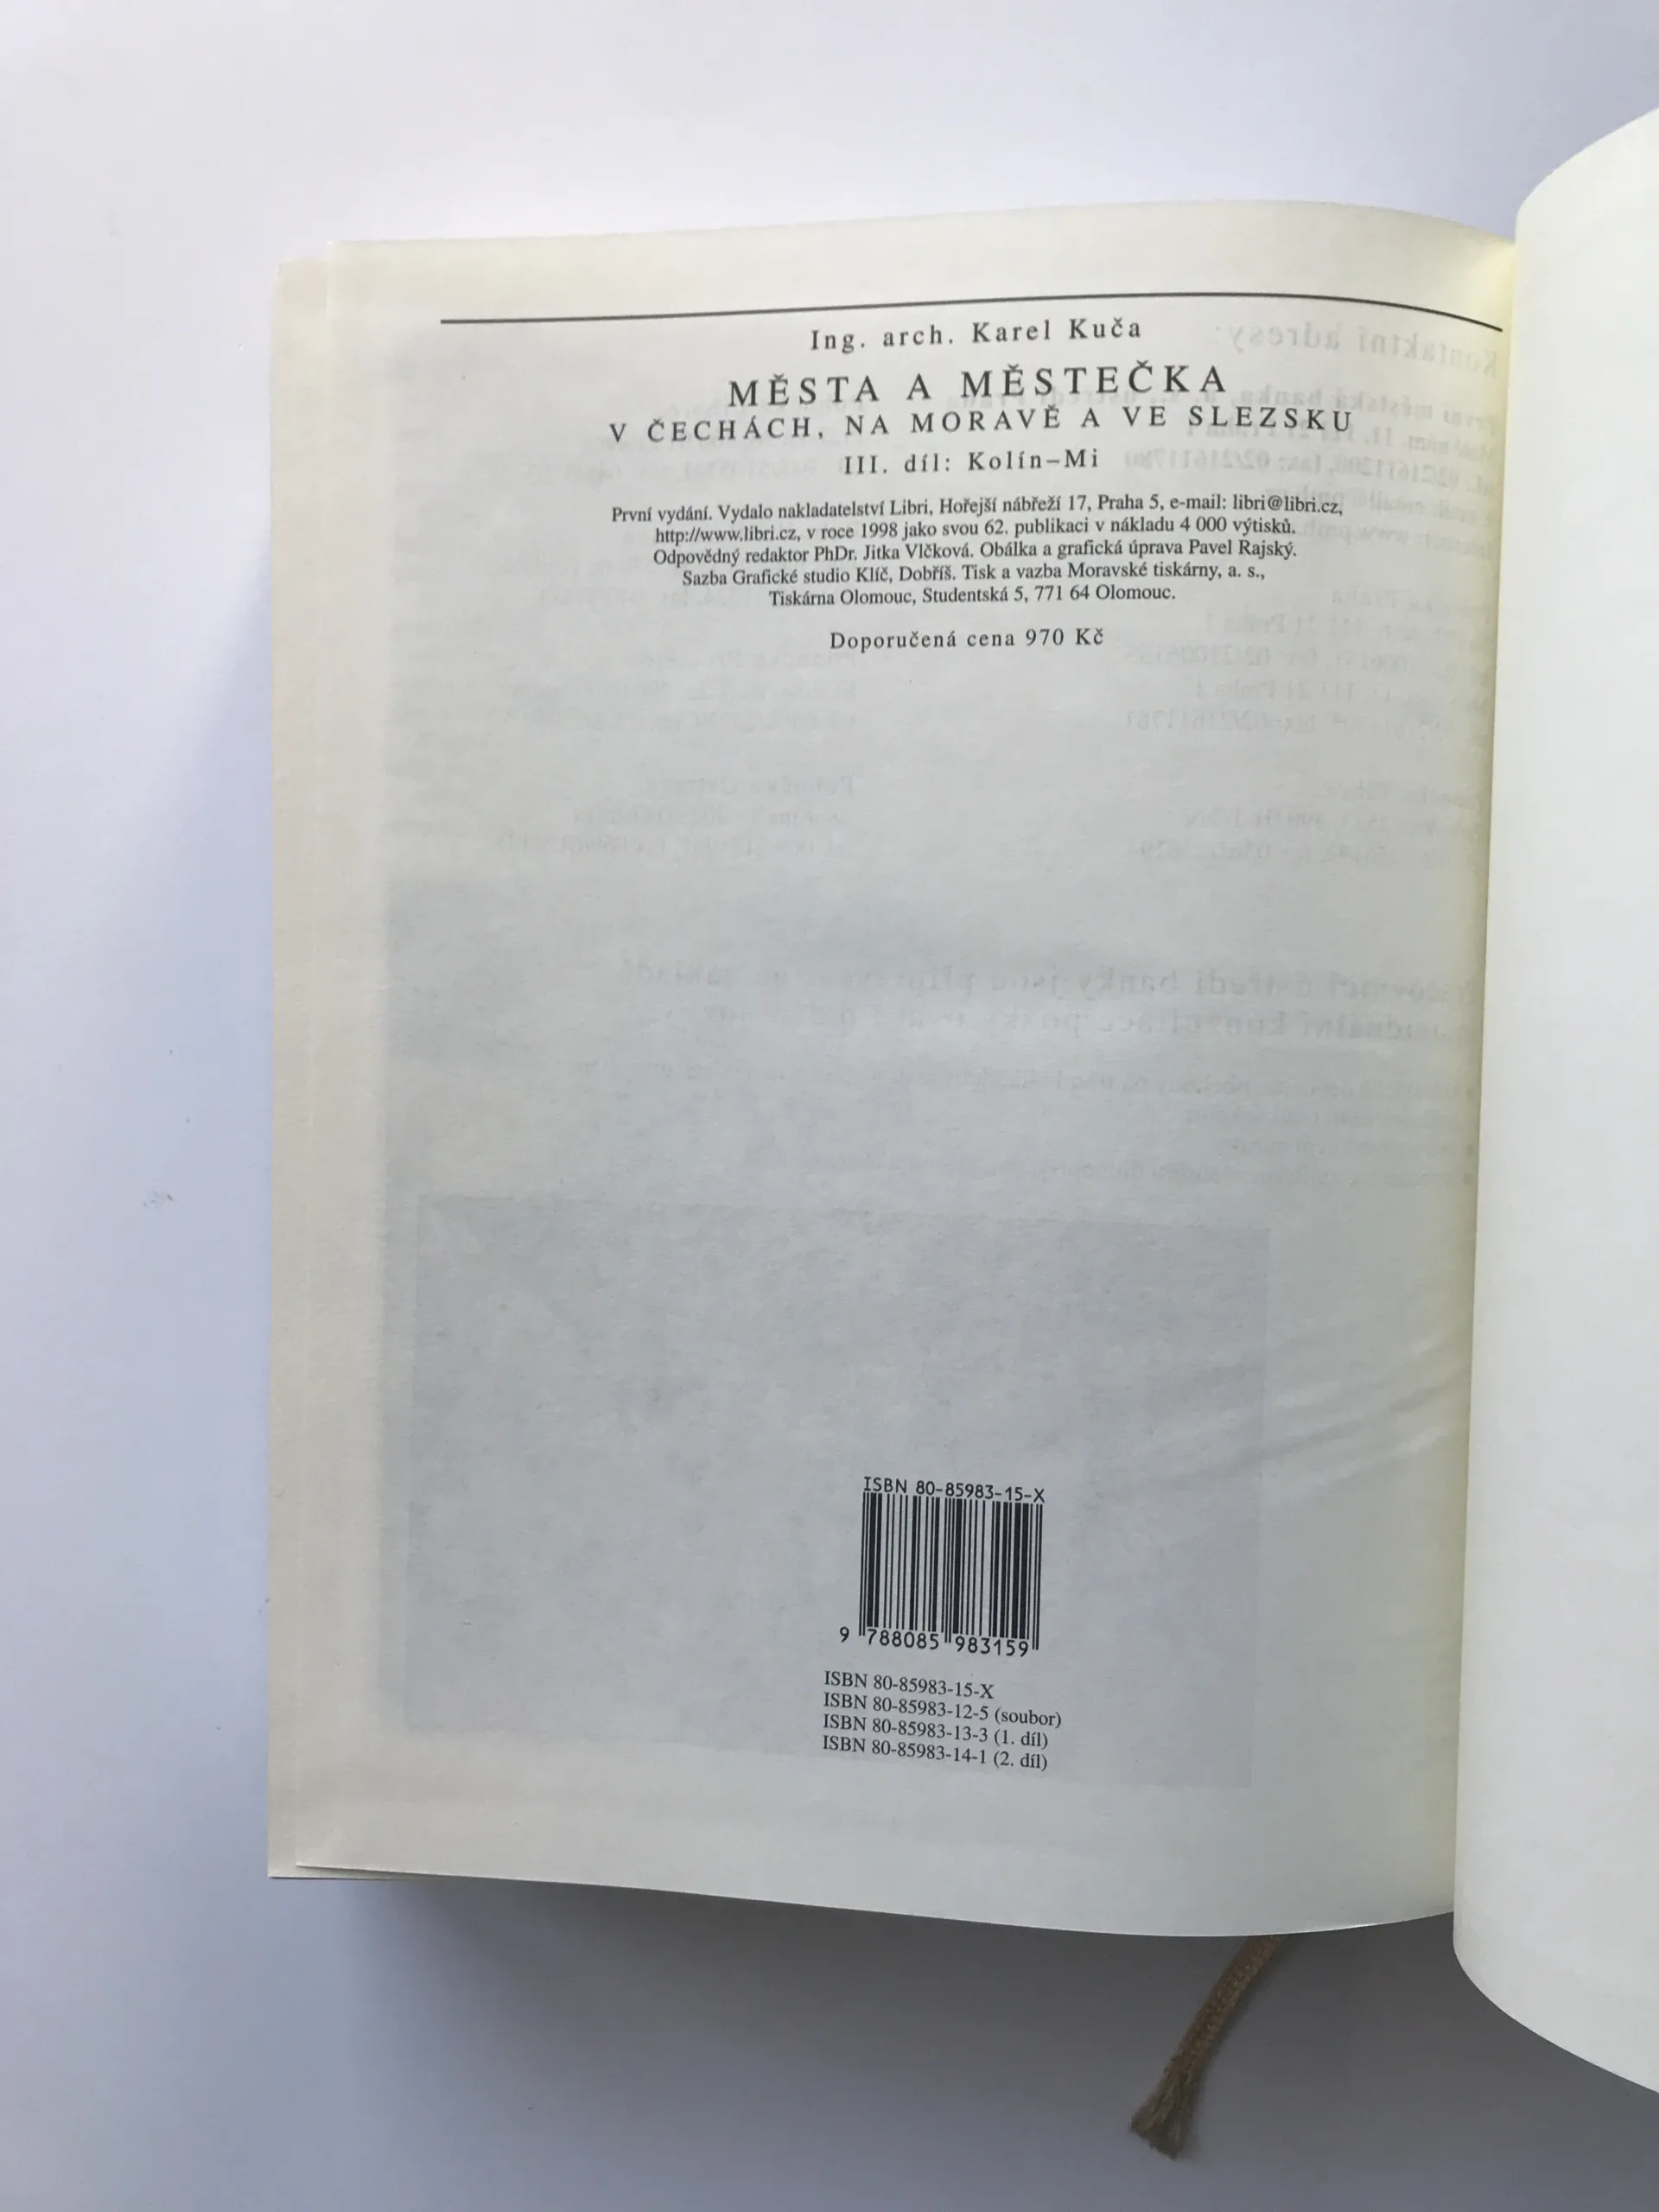 Ing. arch. Karel Kuča
MĚSTA A MĚSTEČKA
V ČECHÁCH, NA MORAVĚ A VE SLEZSKU
III. díl: Kolín–Mi
První vydání. Vydalo nakladatelství Libri, Hořejší nábřeží 17, Praha 5, e-mail: libri@libri.cz,
http://www.libri.cz, v roce 1998 jako svou 62. publikaci v nákladu 4 000 výtisků.
Odpovědný redaktor PhDr. Jitka Vlčková. Obálka a grafická úprava Pavel Rajský.
Sazba Grafické studio Klíč, Dobříš. Tisk a vazba Moravské tiskárny, a. s.,
Tiskárna Olomouc, Studentská 5, 771 64 Olomouc.
Doporučená cena 970 Kč
ISBN 80-85983-15-X
9 788085 983159
ISBN 80-85983-15-X
ISBN 80-85983-12-5 (soubor)
ISBN 80-85983-13-3 (1. díl)
ISBN 80-85983-14-1 (2. díl)